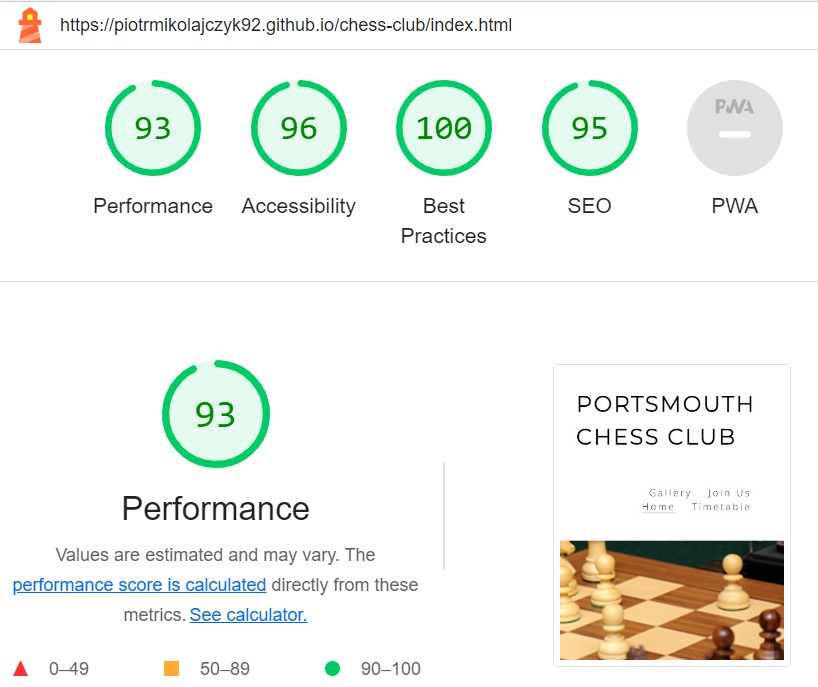 https://piotrmikolajczyk92.github.io/chess-club/index.html
93
96
100
95
PWA
Performance
Accessibility
Best
Practices
SEO
PWA
93
Performance
Values are estimated and may vary. The
performance score is calculated directly from these
metrics. See calculator.
0–49
50–89
90–100
PORTSMOUTH
CHESS CLUB
Gallery Join Us
Home Timetable